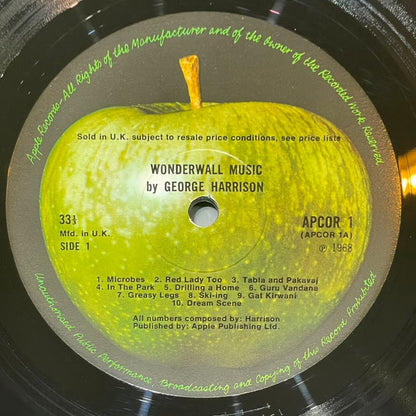 Apple Records-All Rights of the Manufacturer and of the Owner of the Recorded Work Reserved.
Sold in U.K. subject to resale price conditions, see price lists
WONDERWALL MUSIC
by GEORGE HARRISON
33⅓
Mfd. in U.K.
SIDE 1
APCOR 1
(APCOR 1A)
℗ 1968
1. Microbes 2. Red Lady Too 3. Tabla and Pakavaj
4. In The Park 5. Drilling a Home 6. Guru Vandana
7. Greasy Legs 8. Ski-ing 9. Gat Kirwani
10. Dream Scene
All numbers composed by: Harrison
Published by: Apple Publishing Ltd.
Unauthorised Public Performance, Broadcasting and Copying of this Record Prohibited